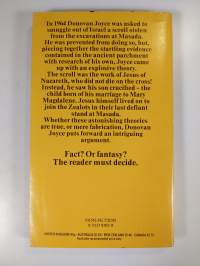 In 1964 Donovan Joyce was asked to
smuggle out of Israel a scroll stolen
from the excavations at Masada.
He was prevented from doing so, but,
piecing together the startling evidence
contained in the ancient parchment
with research of his own, Joyce came
up with an explosive theory.
The scroll was the work of Jesus of
Nazareth, who did not die on the cross!
Instead, he saw his son crucified – the
child born of his marriage to Mary
Magdalene. Jesus himself lived on to
join the Zealots in their last defiant
stand at Masada.
Whether these astonishing theories
are true, or mere fabrication, Donovan
Joyce puts forward an intriguing
argument.
Fact? Or fantasy?
The reader must decide.